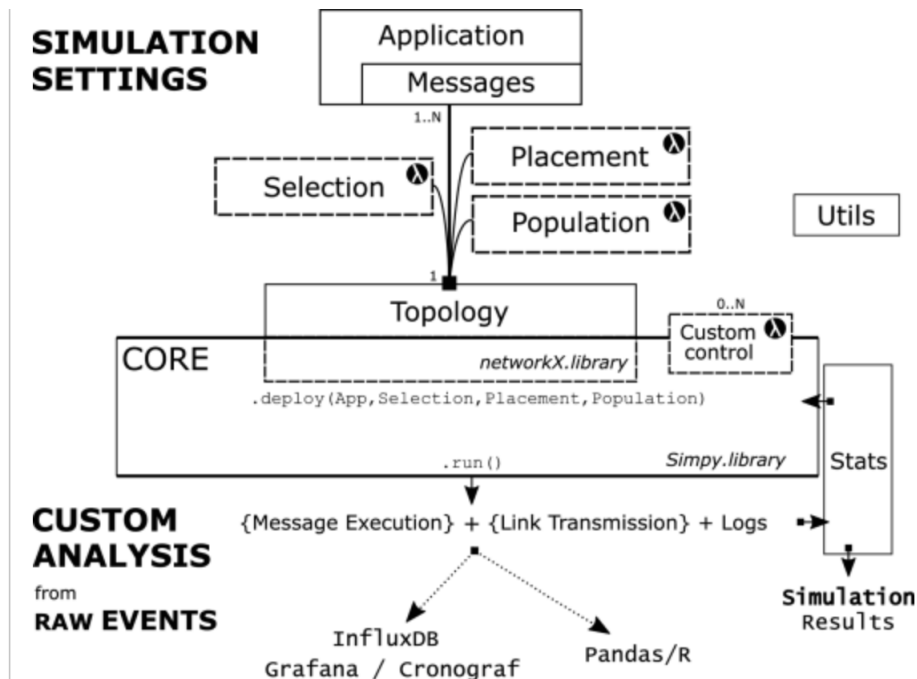 SIMULATION
SETTINGS
Application
Messages
1..N
λ
Placement
λ
Selection
λ
Population
Utils
1
Topology
0..N
λ
Custom
control
CORE
networkX.library
.deploy(App,Selection,Placement,Population)
Stats
.run()
Simpy.library
CUSTOM
ANALYSIS
from
RAW EVENTS
{Message Execution} + {Link Transmission} + Logs
Simulation
Results
InfluxDB
Grafana / Cronograf
Pandas/R